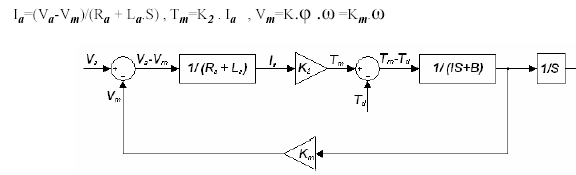 Ia=(Va-Vm)/(Ra + La.S) , Tm=K2 . Ia , Vm=K.φ .ω =Km.ω
Va
+
-
Va-Vm
1/(Ra + La)
Ia
K2
Tm
+
-
Tm-Td
1/(IS+B)
1/S
Vm
Td
Km